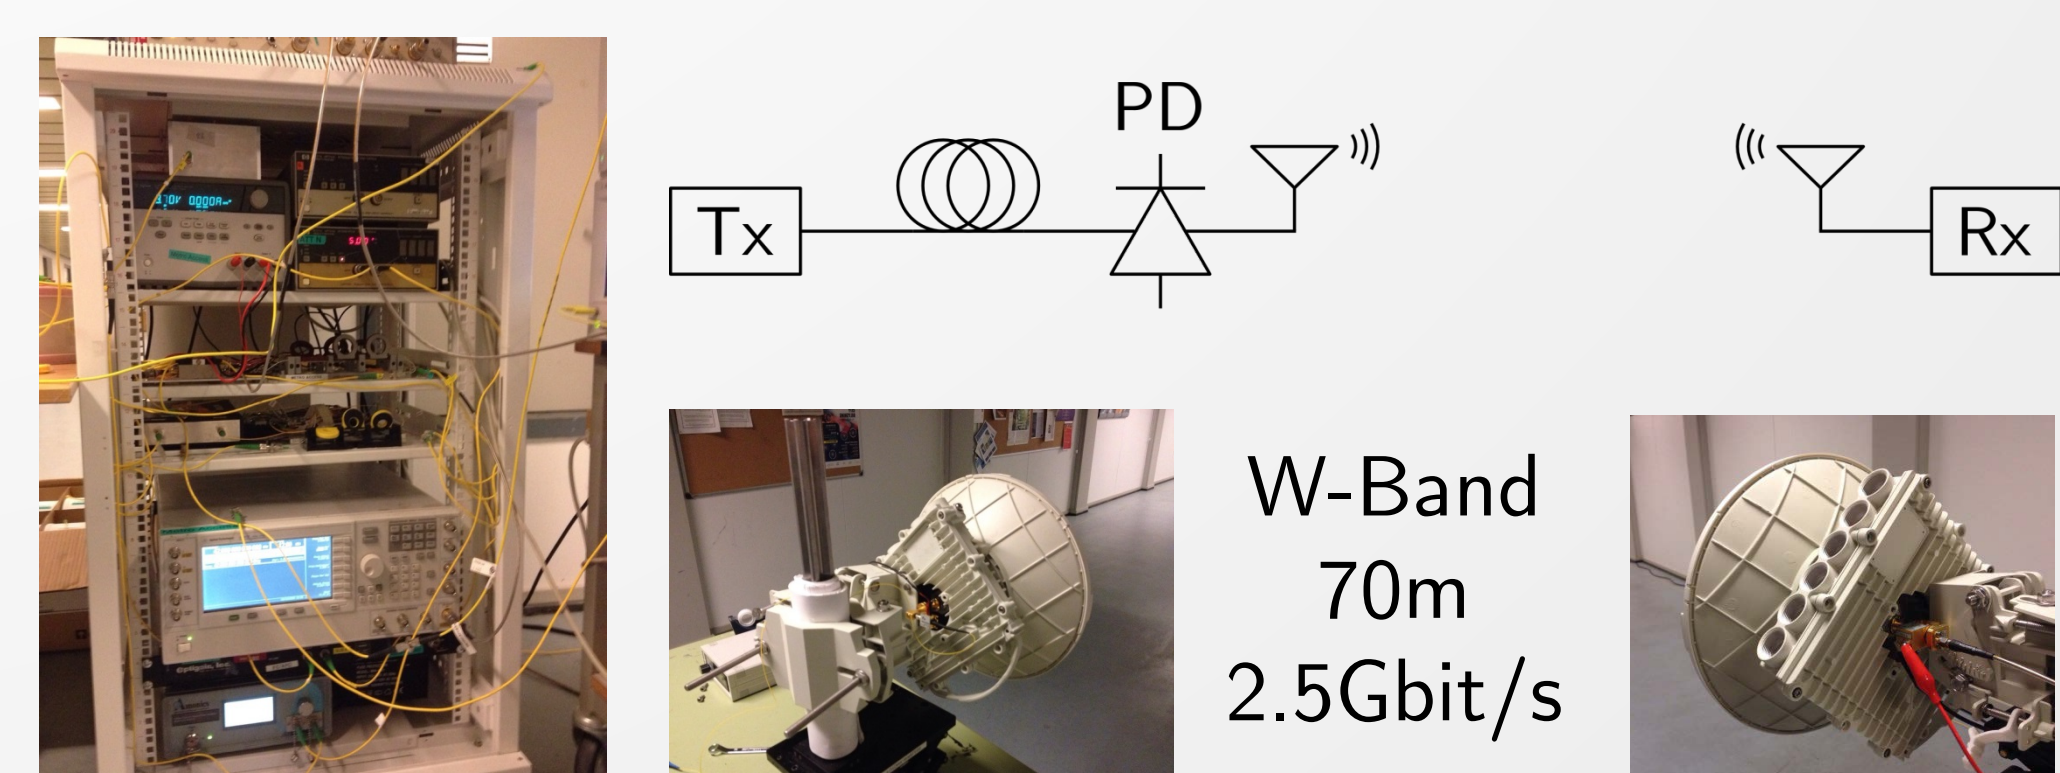 PD
Tx
Rx
W-Band
70m
2.5Gbit/s